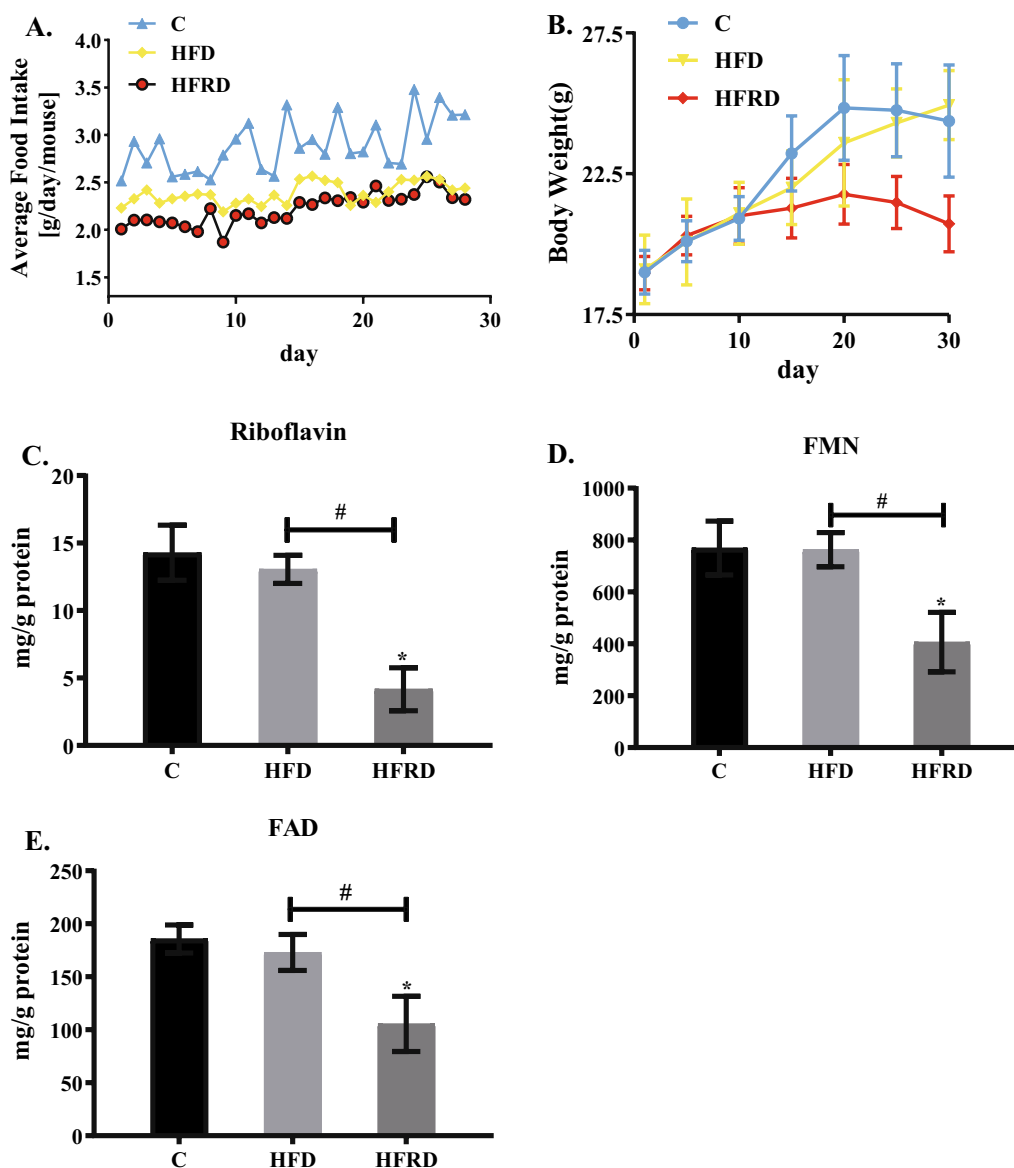 A.
C
HFD
HFRD
Average Food Intake
[g/day/mouse]
4.0
3.5
3.0
2.5
2.0
1.5
0
10
20
30
day
B.
C
HFD
HFRD
Body Weight(g)
27.5
22.5
17.5
0
10
20
30
day
C.
Riboflavin
mg/g protein
20
15
10
5
0
#
*
C
HFD
HFRD
D.
FMN
mg/g protein
1000
800
600
400
200
0
#
*
C
HFD
HFRD
E.
FAD
mg/g protein
250
200
150
100
50
0
#
*
C
HFD
HFRD